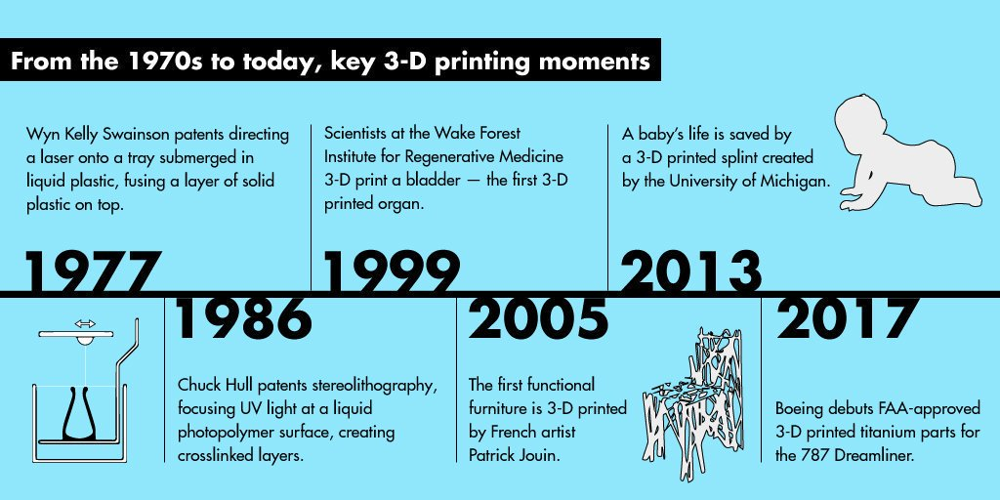 From the 1970s to today, key 3-D printing moments
Wyn Kelly Swainson patents directing
a laser onto a tray submerged in
liquid plastic, fusing a layer of solid
plastic on top.
1977
Scientists at the Wake Forest
Institute for Regenerative Medicine
3-D print a bladder — the first 3-D
printed organ.
1999
A baby’s life is saved by
a 3-D printed splint created
by the University of Michigan.
2013
1986
Chuck Hull patents stereolithography,
focusing UV light at a liquid
photopolymer surface, creating
crosslinked layers.
2005
The first functional
furniture is 3-D printed
by French artist
Patrick Jouin.
2017
Boeing debuts FAA-approved
3-D printed titanium parts for
the 787 Dreamliner.